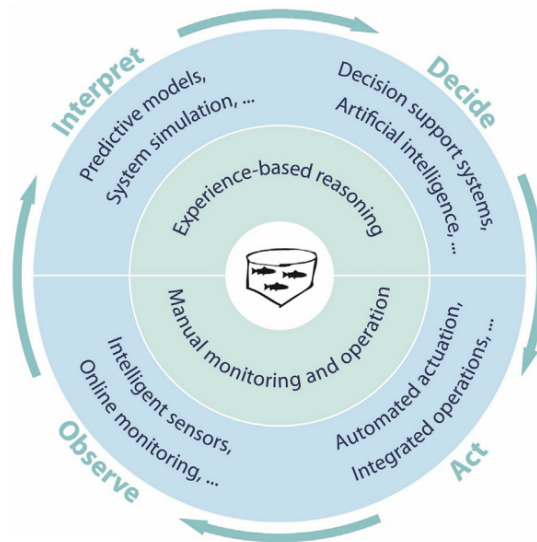 Interpret
Decide
Predictive models,
System simulation, ...
Decision support systems,
Artificial intelligence, ...
Experience-based reasoning
Manual monitoring and operation
Intelligent sensors,
Online monitoring, ...
Automated actuation,
Integrated operations, ...
Observe
Act